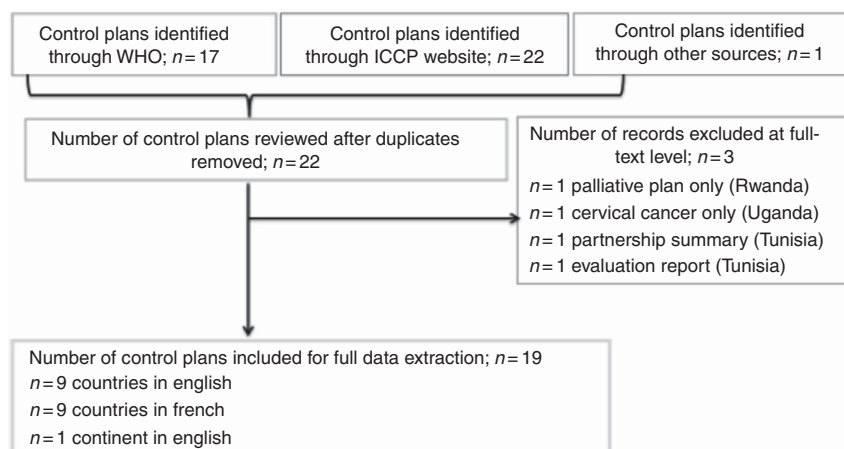 Control plans identified
through WHO; n=17
Control plans identified
through ICCP website; n=22
Control plans identified
through other sources; n=1
Number of control plans reviewed after duplicates
removed; n=22
Number of records excluded at full-
text level; n=3
n=1 palliative plan only (Rwanda)
n=1 cervical cancer only (Uganda)
n=1 partnership summary (Tunisia)
n=1 evaluation report (Tunisia)
Number of control plans included for full data extraction; n=19
n=9 countries in english
n=9 countries in french
n=1 continent in english